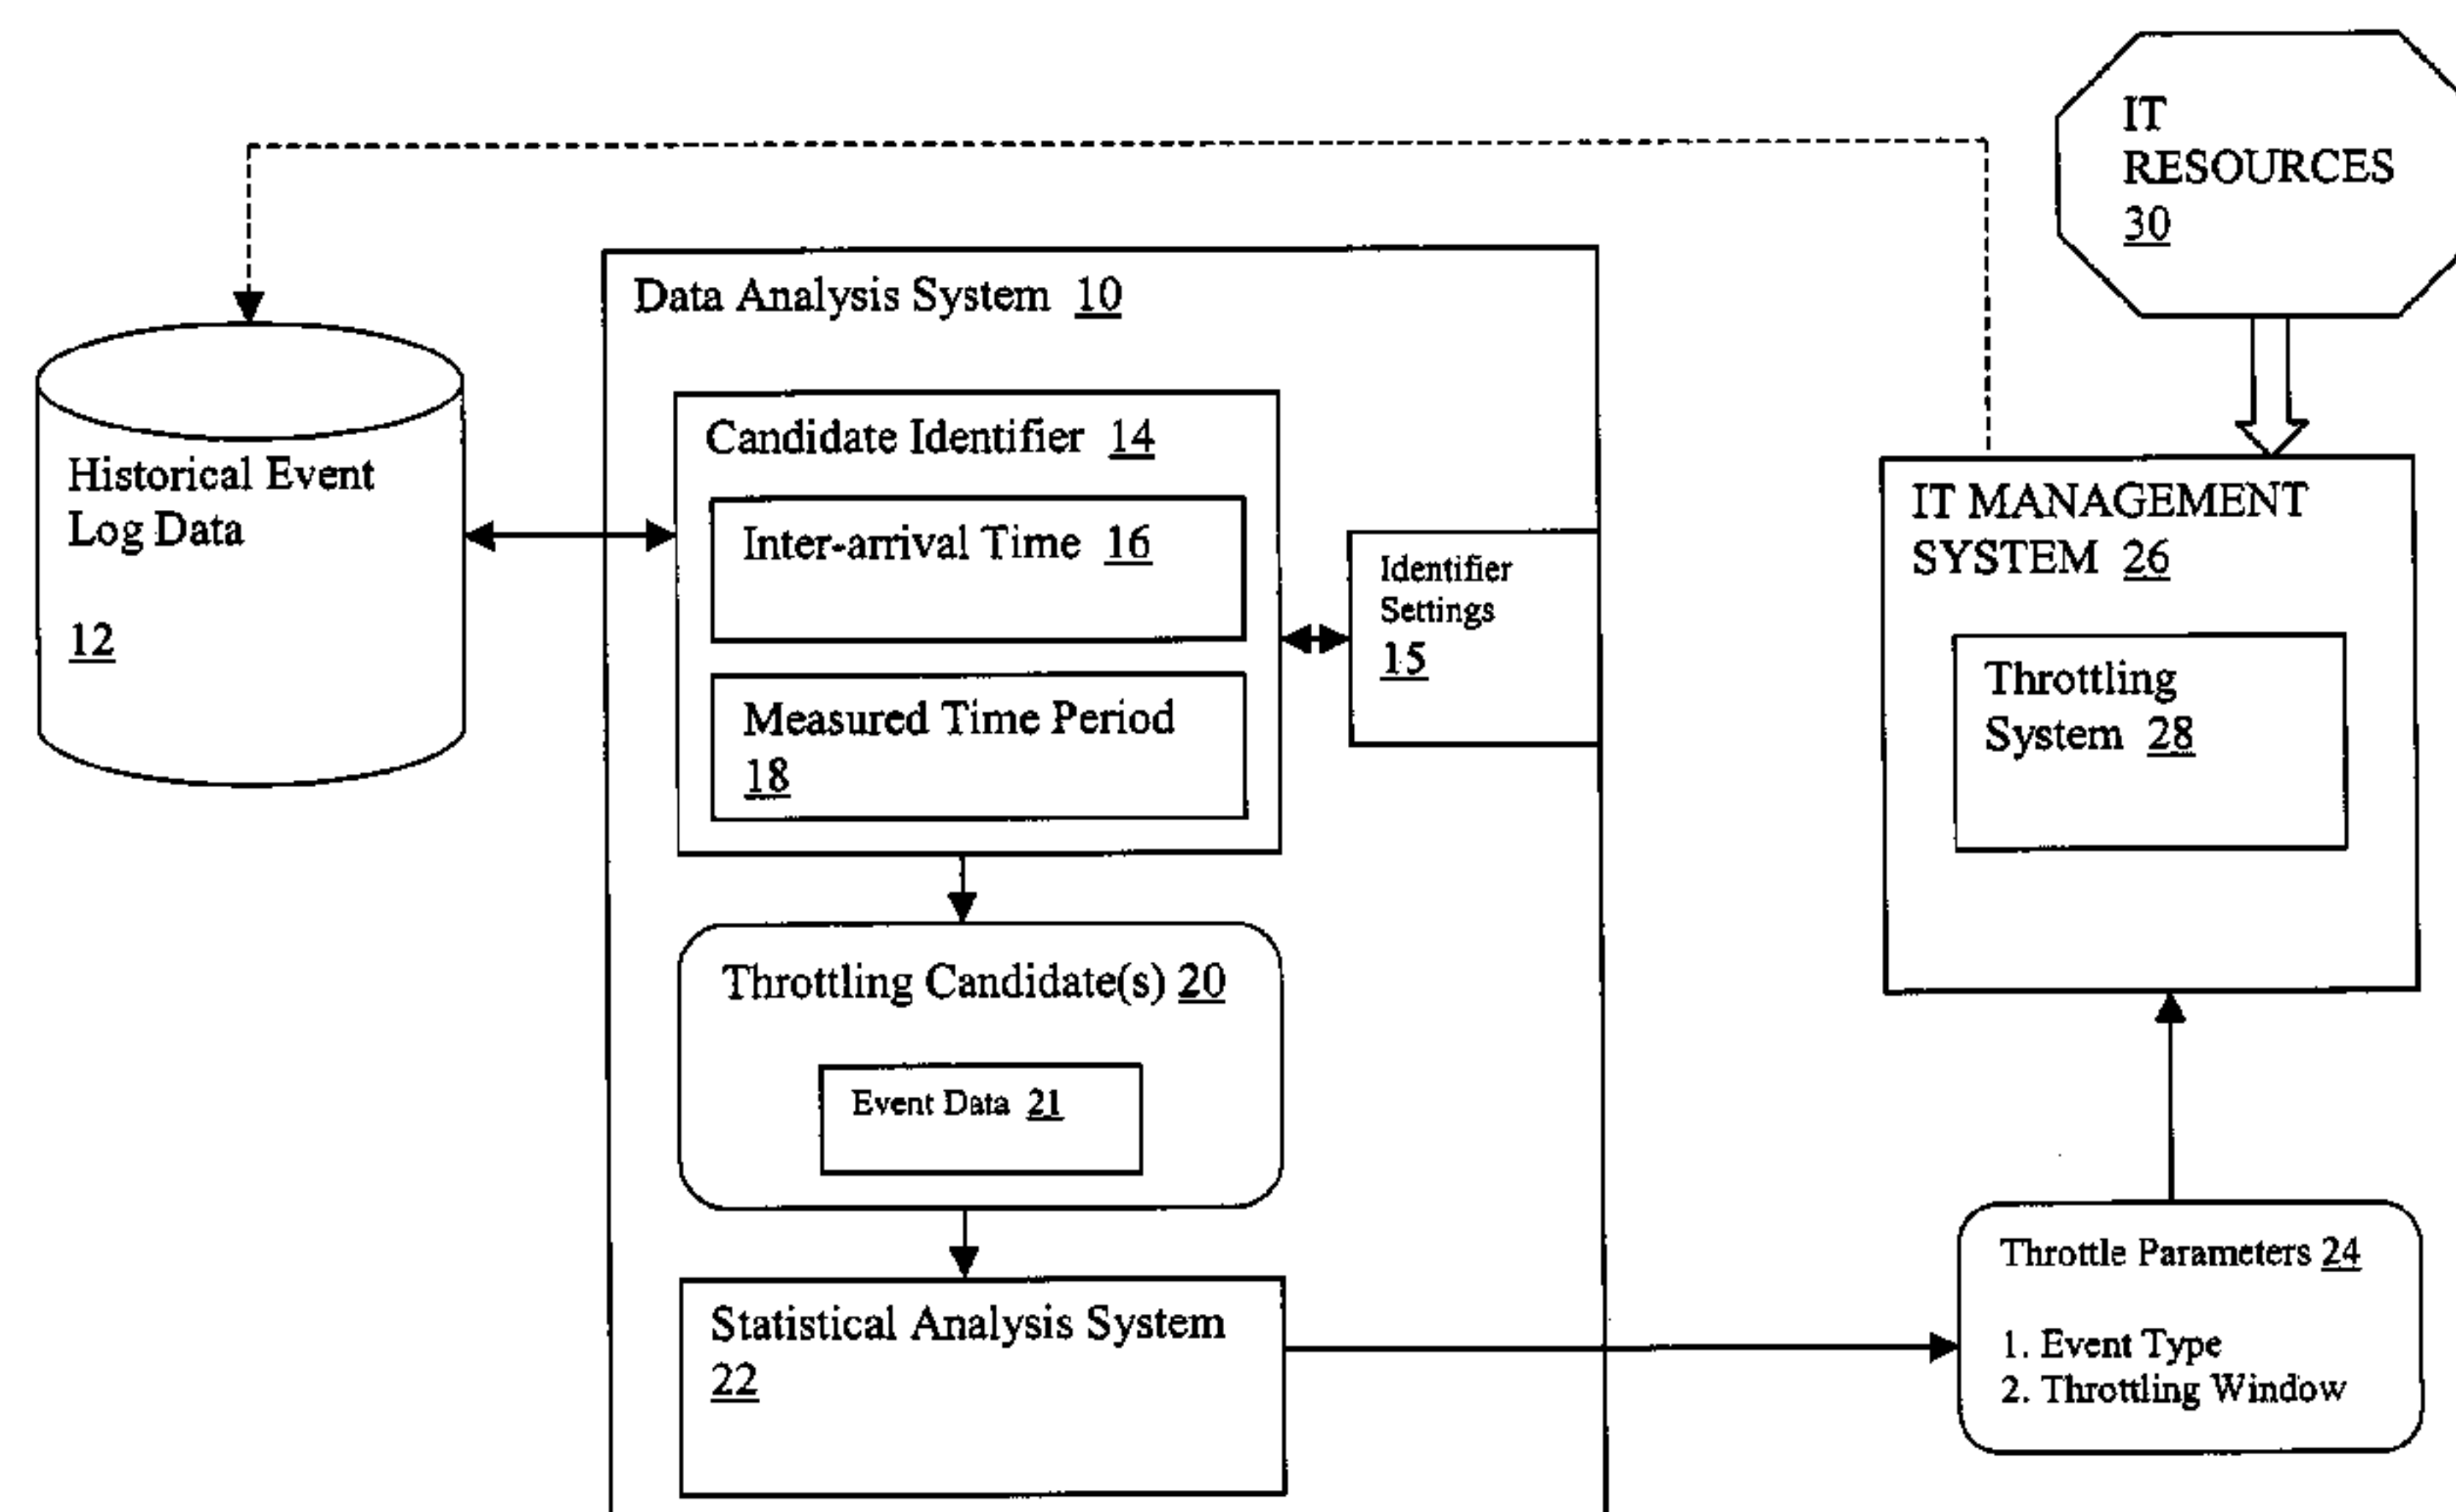 IT
RESOURCES
30
Data Analysis System 10
Historical Event
Log Data
12
Candidate Identifier 14
Inter-arrival Time 16
Measured Time Period
18
Identifier
Settings
15
IT MANAGEMENT
SYSTEM 26
Throttling
System 28
Throttling Candidate(s) 20
Event Data 21
Statistical Analysis System
22
Throttle Parameters 24
1. Event Type
2. Throttling Window